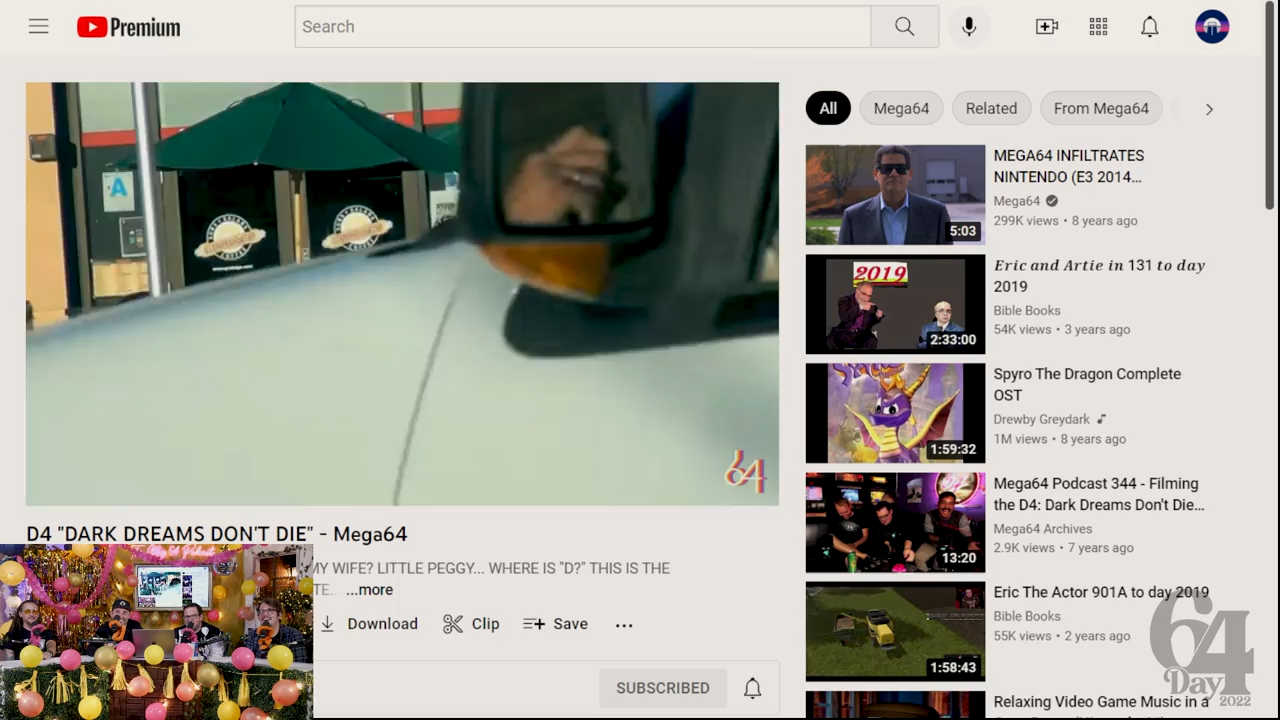 Premium
Search
A
64
All
Mega64
Related
From Mega64
MEGA64 INFILTRATES
NINTENDO (E3 2014...
Mega64
299K views • 8 years ago
5:03
2019
Eric and Artie in 131 to day
2019
Bible Books
54K views • 3 years ago
2:33:00
Spyro The Dragon Complete
OST
Drewby Greydark
1M views • 8 years ago
1:59:32
Mega64 Podcast 344 - Filming
the D4: Dark Dreams Don't Die...
Mega64 Archives
2.9K views • 7 years ago
13:20
Eric The Actor 901A to day 2019
Bible Books
55K views • 2 years ago
1:58:43
Relaxing Video Game Music in a
D4 "DARK DREAMS DON'T DIE" - Mega64
MY WIFE? LITTLE PEGGY... WHERE IS "D?" THIS IS THE
TE... ...more
Download
Clip
Save
SUBSCRIBED
64
Day
2022